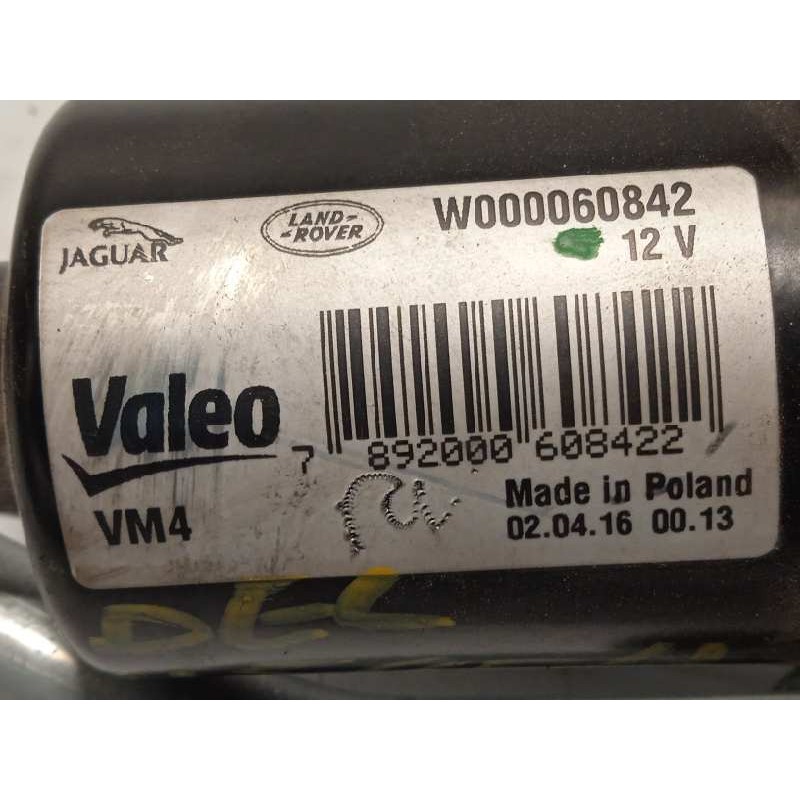 JAGUAR
LAND-
-ROVER
W000060842
12 V
Valeo
7 892000 608422
VM4
Made in Poland
02.04.16 00.13